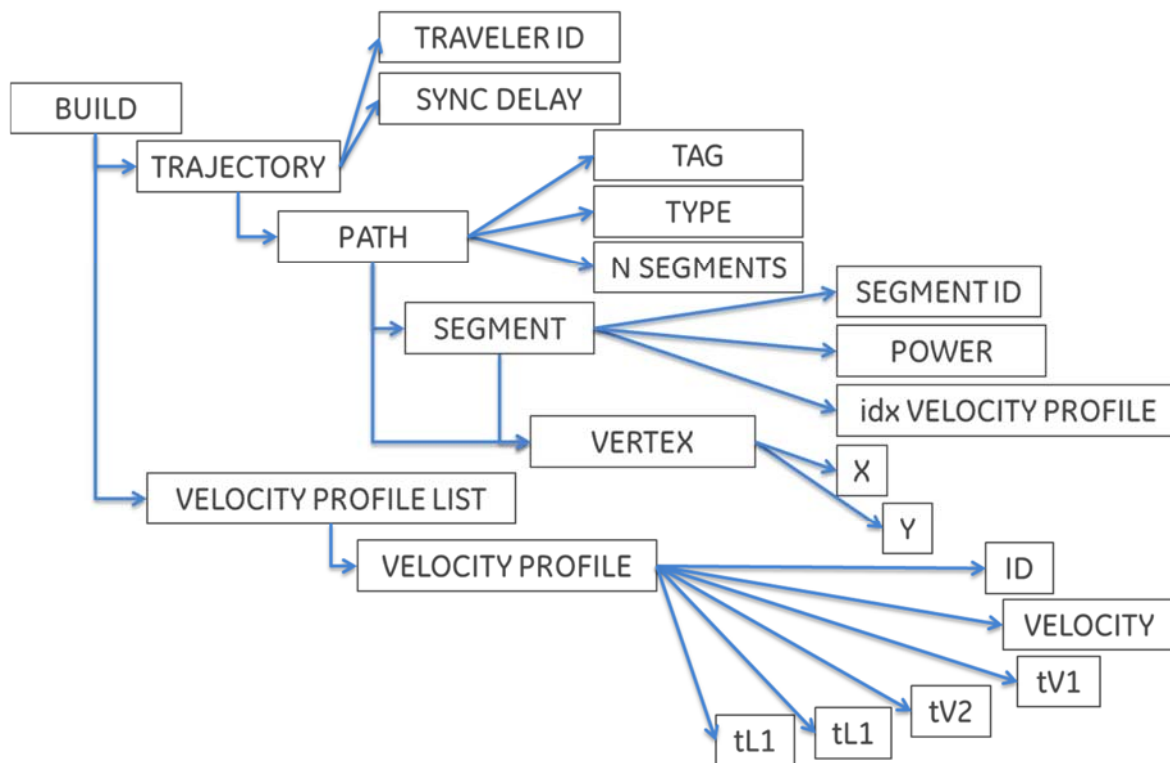 TRAVELER ID
BUILD
SYNC DELAY
TRAJECTORY
TAG
TYPE
PATH
N SEGMENTS
SEGMENT ID
SEGMENT
POWER
idx VELOCITY PROFILE
VERTEX
X
VELOCITY PROFILE LIST
Y
VELOCITY PROFILE
ID
VELOCITY
tV1
tV2
tL1
tL1